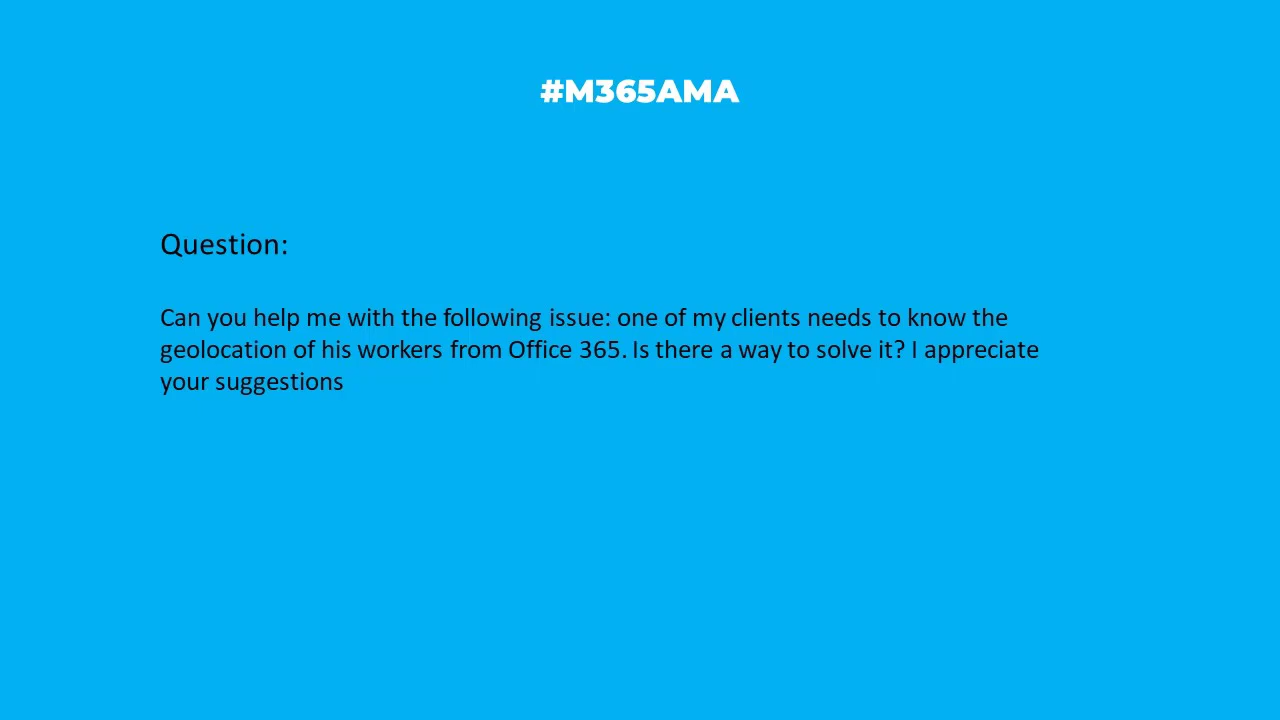 #M365AMA
Question:
Can you help me with the following issue: one of my clients needs to know the
geolocation of his workers from Office 365. Is there a way to solve it? I appreciate
your suggestions